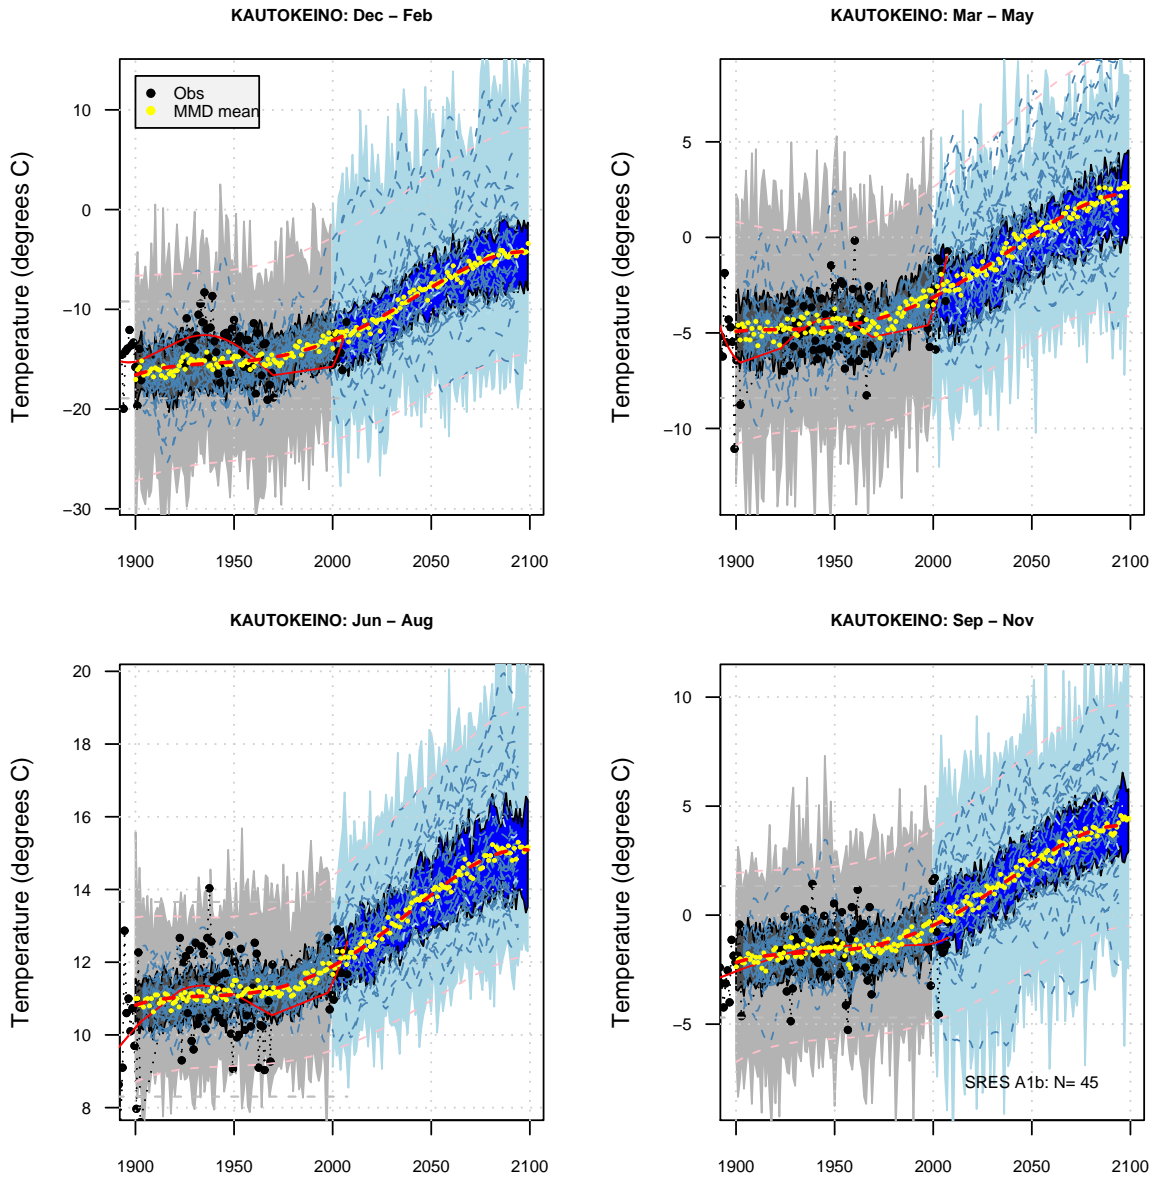 KAUTOKEINO: Dec − Feb
Temperature (degrees C)
10
0
−10
−20
−30
Obs
MMD mean
1900 1950 2000 2050 2100
KAUTOKEINO: Mar − May
Temperature (degrees C)
5
0
−5
−10
1900 1950 2000 2050 2100
KAUTOKEINO: Jun − Aug
Temperature (degrees C)
20
18
16
14
12
10
8
1900 1950 2000 2050 2100
KAUTOKEINO: Sep − Nov
Temperature (degrees C)
10
5
0
−5
SRES A1b: N= 45
1900 1950 2000 2050 2100